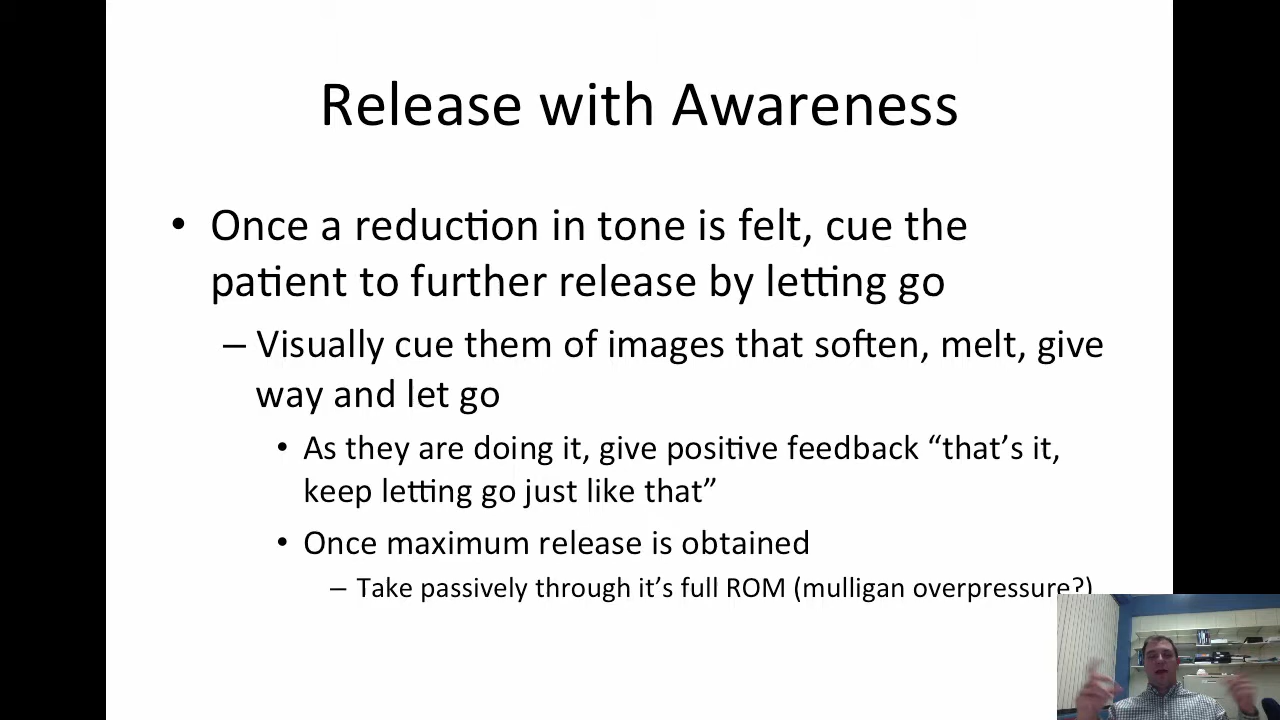 Release with Awareness
• Once a reduction in tone is felt, cue the
patient to further release by letting go
– Visually cue them of images that soften, melt, give
way and let go
• As they are doing it, give positive feedback “that’s it,
keep letting go just like that”
• Once maximum release is obtained
– Take passively through it’s full ROM (mulligan overpressure?)